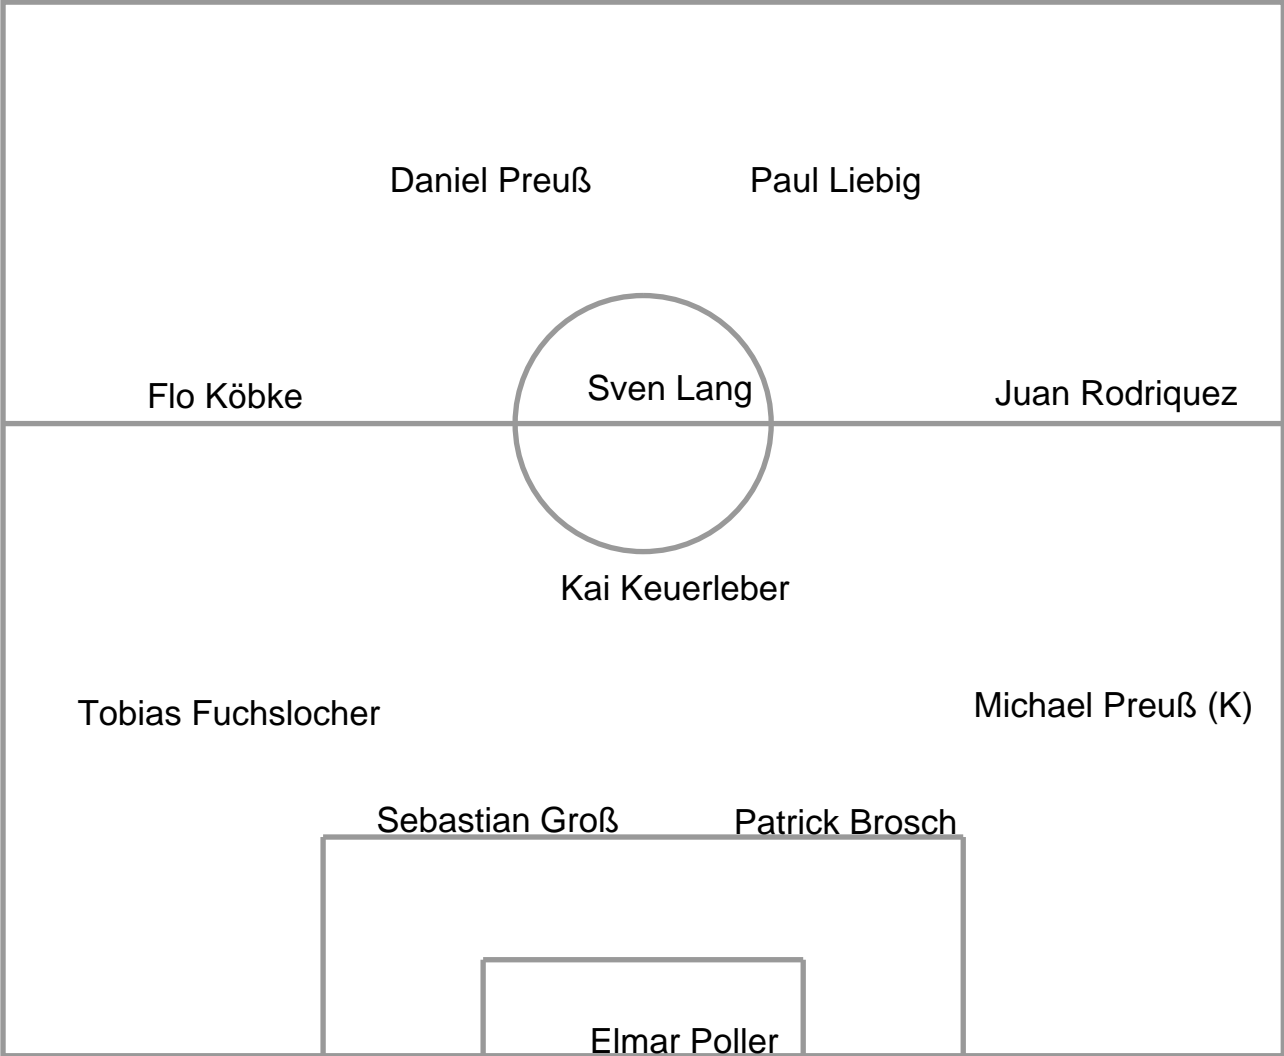 Daniel Preuß
Paul Liebig
Flo Köbke
Sven Lang
Juan Rodriquez
Kai Keuerleber
Tobias Fuchslocher
Michael Preuß (K)
Sebastian Groß
Patrick Brosch
Elmar Poller